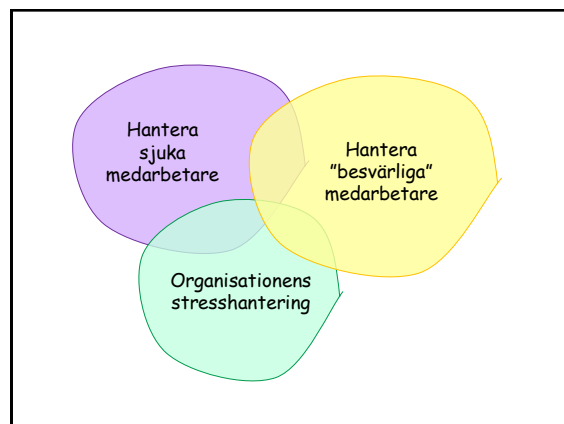 Hantera
sjuka
medarbetare
Hantera
”besvärliga”
medarbetare
Organisationens
stresshantering